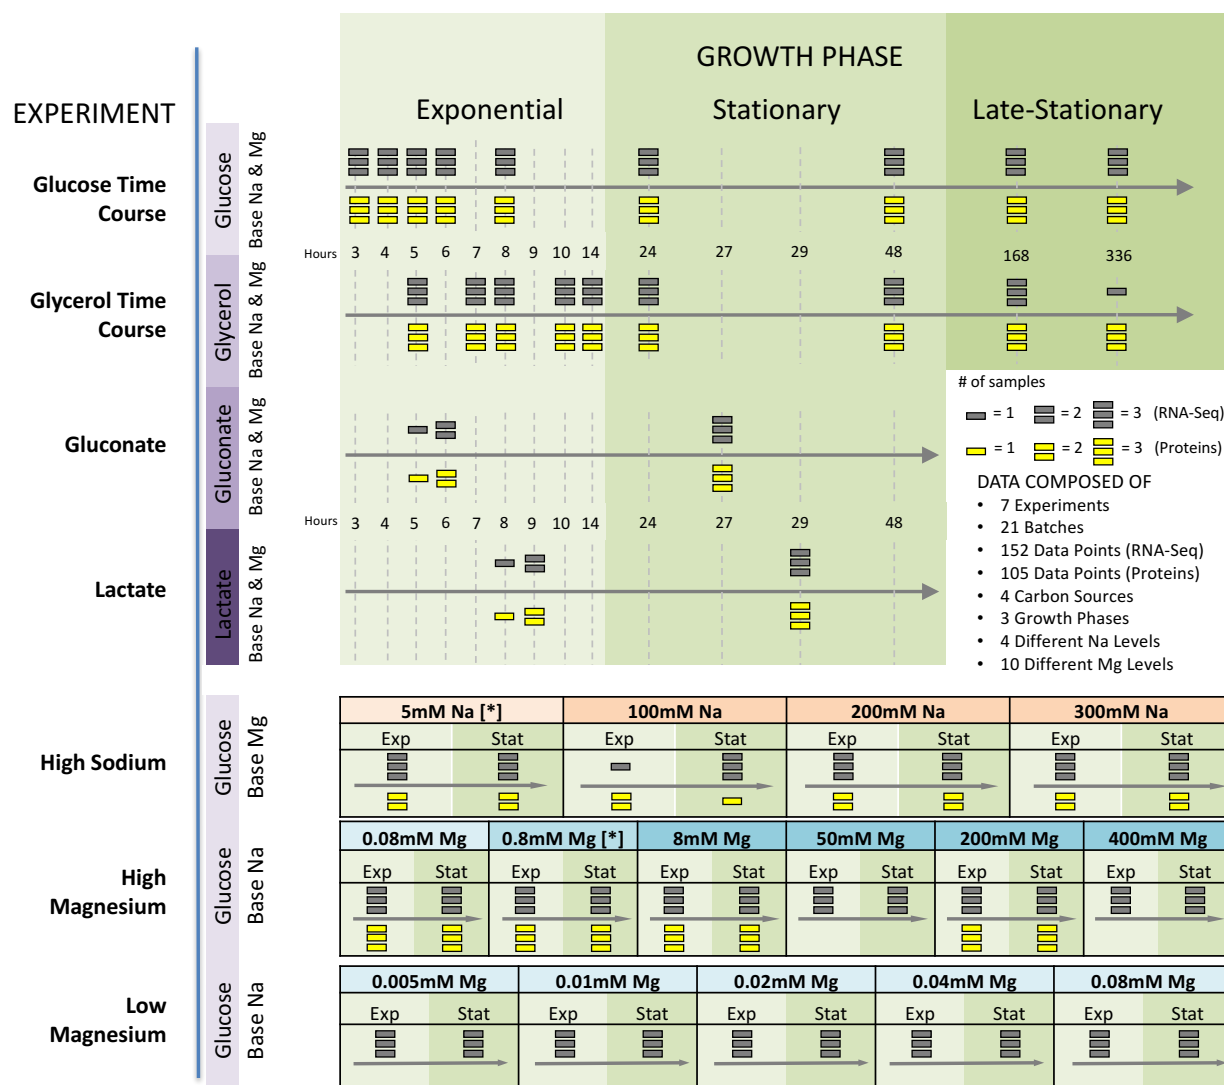 GROWTH PHASE
EXPERIMENT
Exponential
Stationary
Late-Stationary
Glucose Time
Course
Glucose
Base Na & Mg
Hours 3 4 5 6 7 8 9 10 14 24 27 29 48 168 336
Glycerol Time
Course
Glycerol
Base Na & Mg
# of samples
= 1 = 2 = 3 (RNA-Seq)
= 1 = 2 = 3 (Proteins)
Gluconate
Gluconate
Base Na & Mg
DATA COMPOSED OF
• 7 Experiments
• 21 Batches
• 152 Data Points (RNA-Seq)
• 105 Data Points (Proteins)
• 4 Carbon Sources
• 3 Growth Phases
• 4 Different Na Levels
• 10 Different Mg Levels
Hours 3 4 5 6 7 8 9 10 14 24 27 29 48
Lactate
Lactate
Base Na & Mg
High Sodium
Glucose
Base Mg
5mM Na [*] 100mM Na 200mM Na 300mM Na
Exp Stat Exp Stat Exp Stat Exp Stat
High
Magnesium
Glucose
Base Na
0.08mM Mg 0.8mM Mg [*] 8mM Mg 50mM Mg 200mM Mg 400mM Mg
Exp Stat Exp Stat Exp Stat Exp Stat Exp Stat Exp Stat
Low
Magnesium
Glucose
Base Na
0.005mM Mg 0.01mM Mg 0.02mM Mg 0.04mM Mg 0.08mM Mg
Exp Stat Exp Stat Exp Stat Exp Stat Exp Stat